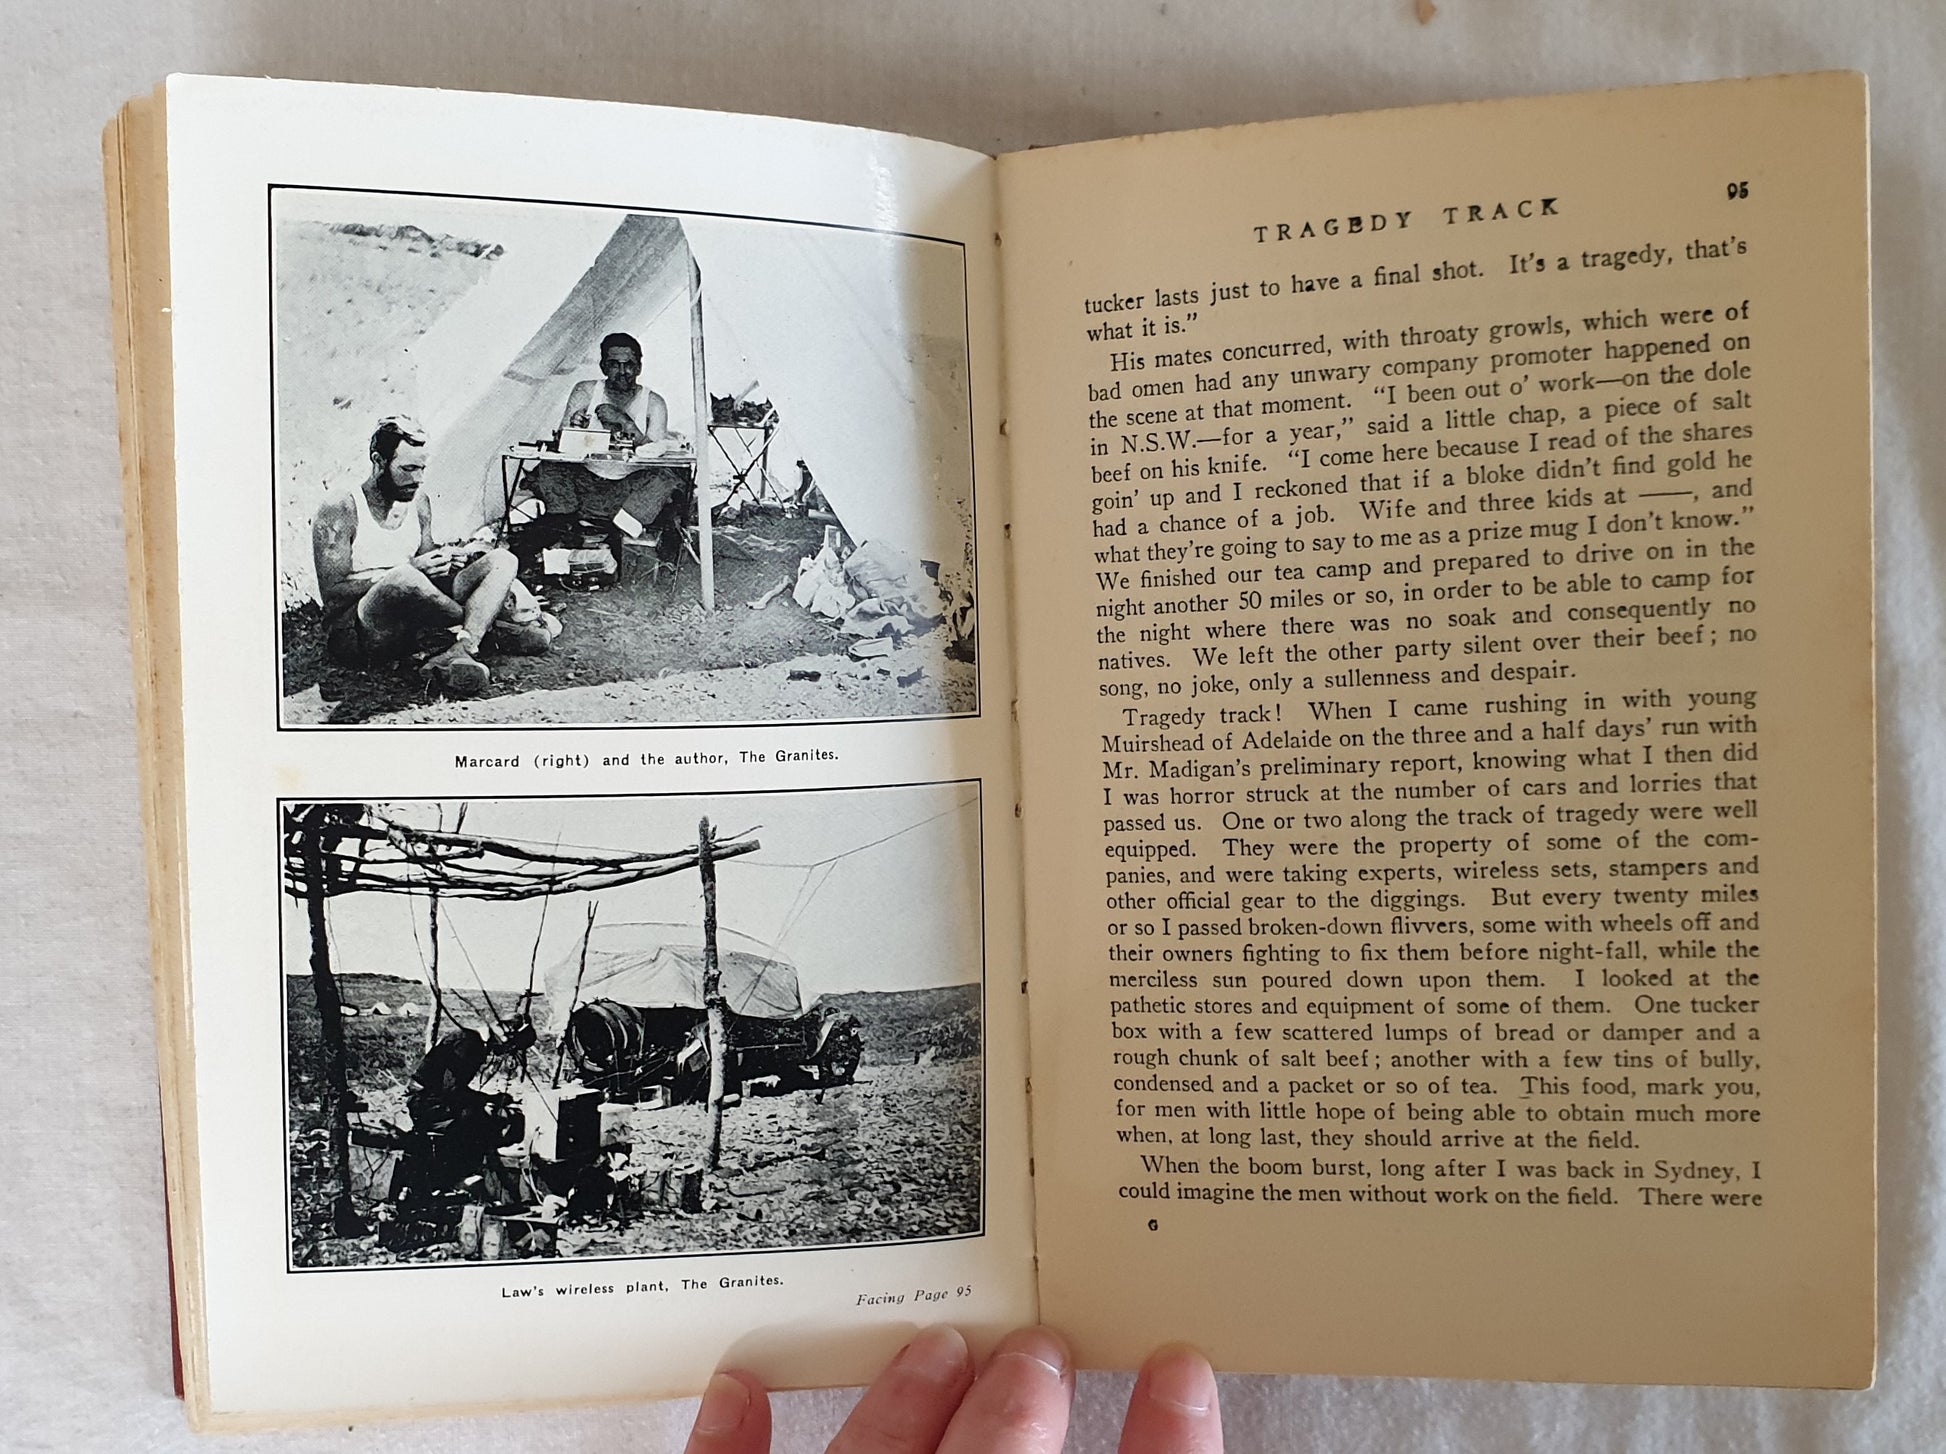 Marcard (right) and the author, The Granites.
Law's wireless plant, The Granites.
Facing Page 95
TRAGEDY TRACK 95
tucker lasts just to have a final shot. It's a tragedy, that's
what it is."
His mates concurred, with throaty growls, which were of
bad omen had any unwary company promoter happened on
the scene at that moment. "I been out o' work—on the dole
in N.S.W.—for a year," said a little chap, a piece of salt
beef on his knife. "I come here because I read of the shares
goin' up and I reckoned that if a bloke didn't find gold he
had a chance of a job. Wife and three kids at ——, and
what they're going to say to me as a prize mug I don't know."
We finished our tea camp and prepared to drive on in the
night another 50 miles or so, in order to be able to camp for
the night where there was no soak and consequently no
natives. We left the other party silent over their beef; no
song, no joke, only a sullenness and despair.
Tragedy track! When I came rushing in with young
Muirshead of Adelaide on the three and a half days' run with
Mr. Madigan's preliminary report, knowing what I then did
I was horror struck at the number of cars and lorries that
passed us. One or two along the track of tragedy were well
equipped. They were the property of some of the com-
panies, and were taking experts, wireless sets, stampers and
other official gear to the diggings. But every twenty miles
or so I passed broken-down flivvers, some with wheels off and
their owners fighting to fix them before night-fall, while the
merciless sun poured down upon them. I looked at the
pathetic stores and equipment of some of them. One tucker
box with a few scattered lumps of bread or damper and a
rough chunk of salt beef; another with a few tins of bully,
condensed and a packet or so of tea. This food, mark you,
for men with little hope of being able to obtain much more
when, at long last, they should arrive at the field.
When the boom burst, long after I was back in Sydney, I
could imagine the men without work on the field. There were
G